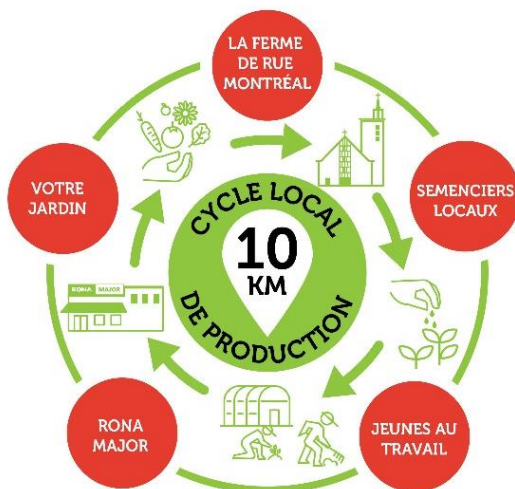 LA FERME
DE RUE
MONTRÉAL
SEMENCIERS
LOCAUX
JEUNES AU
TRAVAIL
RONA
MAJOR
VOTRE
JARDIN
CYCLE LOCAL
10
KM
DE PRODUCTION
RONA MAJOR